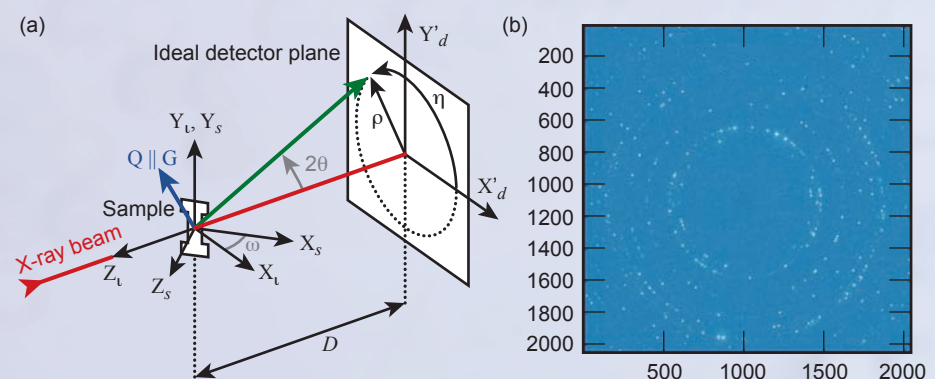 (a)
Ideal detector plane
Y'd
η
ρ
Yι, Ys
Q || G
2θ
X'd
Sample
X-ray beam
ω
Xs
Zι
Zs
Xι
D
(b)
200
400
600
800
1000
1200
1400
1600
1800
2000
500
1000
1500
2000